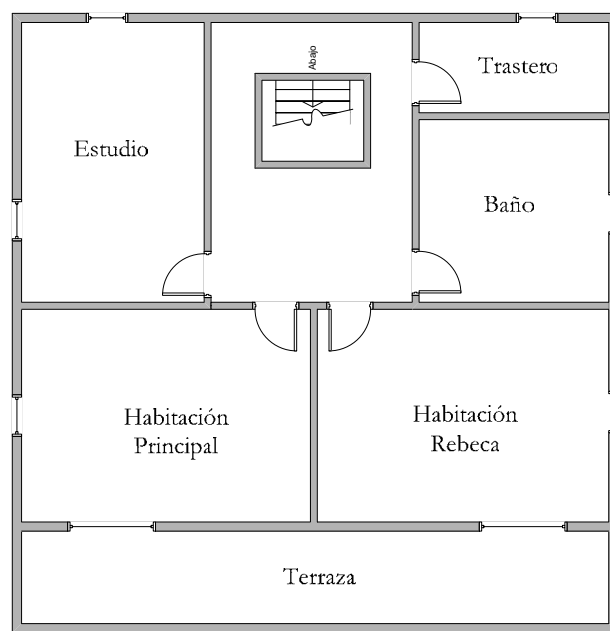 Abajo
Trastero
Estudio
Baño
Habitación
Principal
Habitación
Rebeca
Terraza